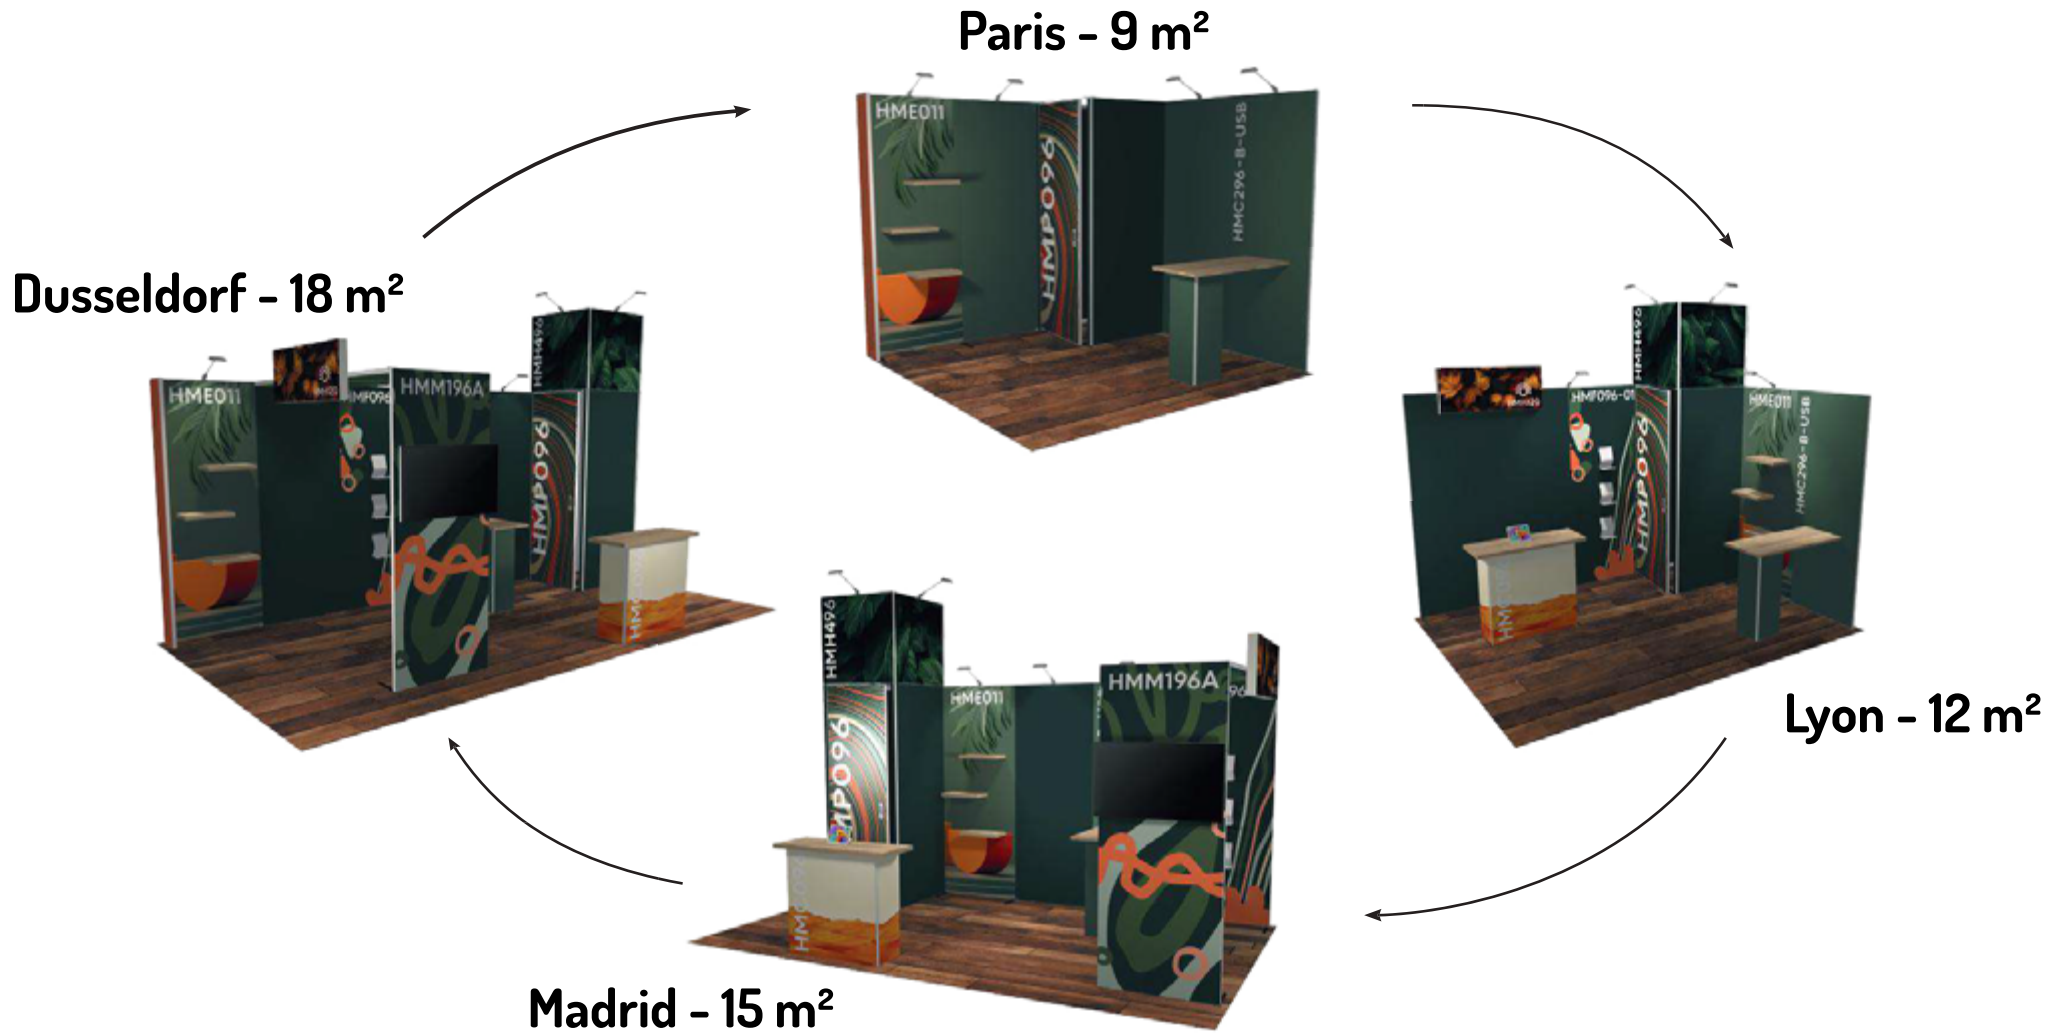 Paris - 9 m²
HME011
HMP096
HMC296-B-USB
Dusseldorf - 18 m²
HME011
HMM196A
HMH496
HMP096
HMH496
HMF096-01
HMP096
HME011
HMC296-B-USB
Lyon - 12 m²
HMH496
HME011
HMM196A
Madrid - 15 m²